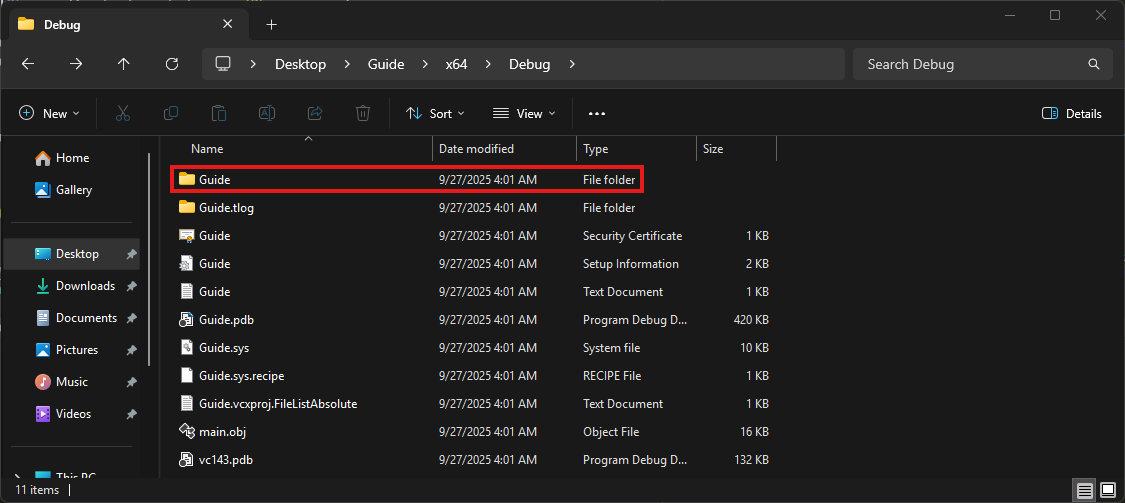 Debug
Desktop Guide x64 Debug
Search Debug
New Sort View Details
Home
Gallery
Desktop
Downloads
Documents
Pictures
Music
Videos
This PC
Name Date modified Type Size
Guide 9/27/2025 4:01 AM File folder
Guide.tlog 9/27/2025 4:01 AM File folder
Guide 9/27/2025 4:01 AM Security Certificate 1 KB
Guide 9/27/2025 4:01 AM Setup Information 2 KB
Guide 9/27/2025 4:01 AM Text Document 1 KB
Guide.pdb 9/27/2025 4:01 AM Program Debug D... 420 KB
Guide.sys 9/27/2025 4:01 AM System file 10 KB
Guide.sys.recipe 9/27/2025 4:01 AM RECIPE File 1 KB
Guide.vcxproj.FileListAbsolute 9/27/2025 4:01 AM Text Document 1 KB
main.obj 9/27/2025 4:01 AM Object File 16 KB
vc143.pdb 9/27/2025 4:01 AM Program Debug D... 132 KB
11 items